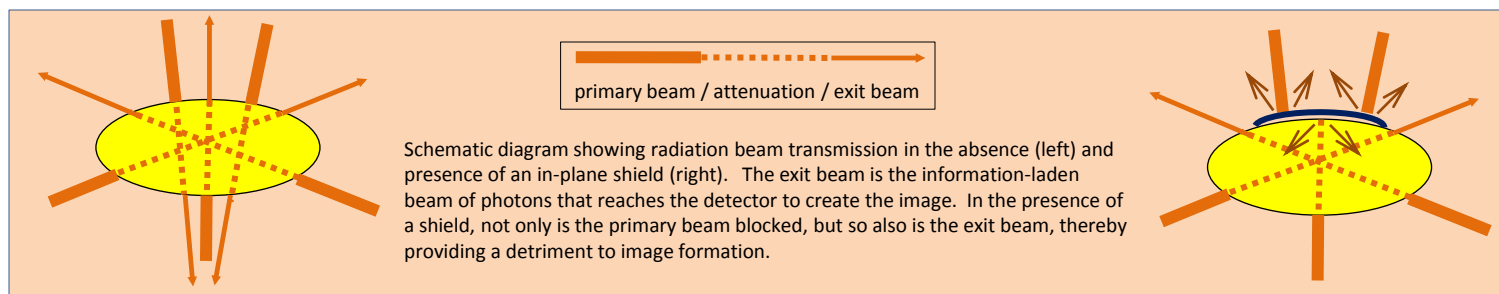 primary beam / attenuation / exit beam
Schematic diagram showing radiation beam transmission in the absence (left) and
presence of an in-plane shield (right).  The exit beam is the information-laden
beam of photons that reaches the detector to create the image.  In the presence of
a shield, not only is the primary beam blocked, but so also is the exit beam, thereby
providing a detriment to image formation.